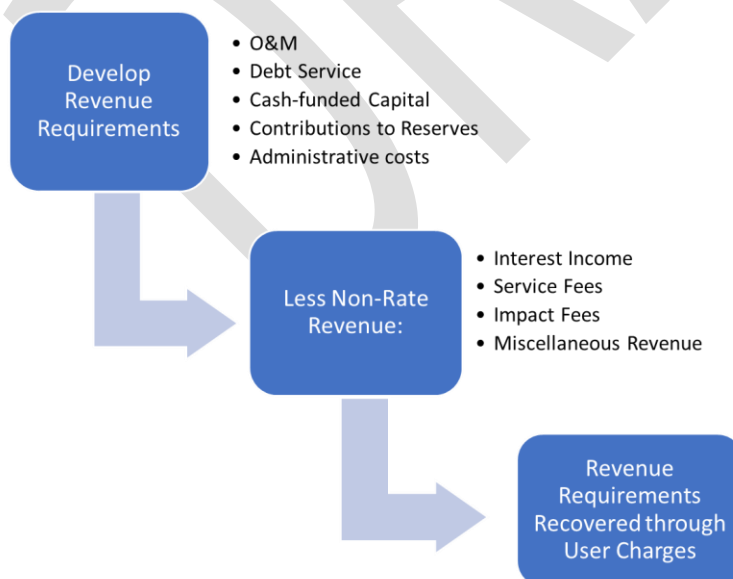 Develop
Revenue
Requirements
• O&M
• Debt Service
• Cash-funded Capital
• Contributions to Reserves
• Administrative costs
Less Non-Rate
Revenue:
• Interest Income
• Service Fees
• Impact Fees
• Miscellaneous Revenue
Revenue
Requirements
Recovered through
User Charges